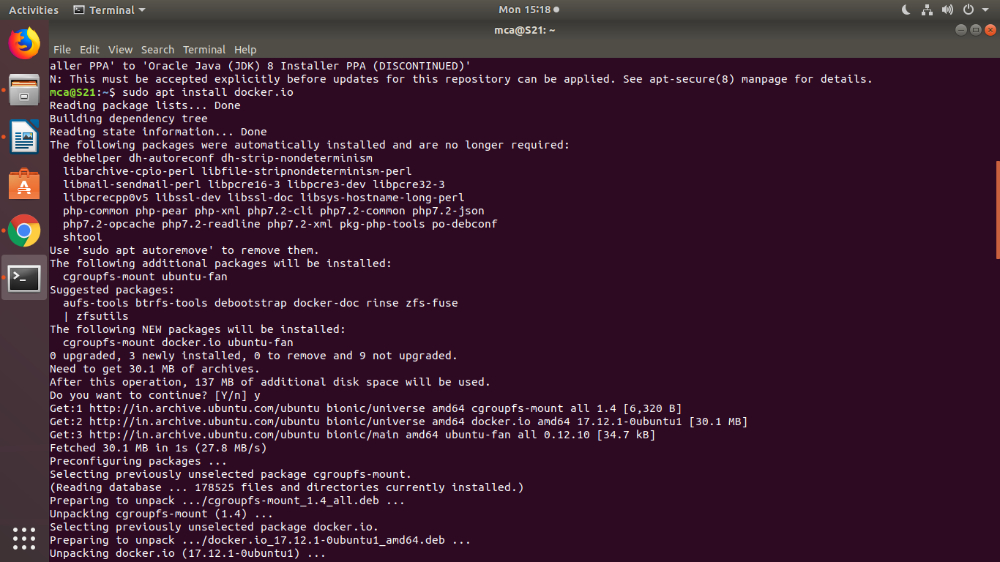 Activities Terminal Mon 15:18
mca@S21: ~
File Edit View Search Terminal Help
aller PPA' to 'Oracle Java (JDK) 8 Installer PPA (DISCONTINUED)'
N: This must be accepted explicitly before updates for this repository can be applied. See apt-secure(8) manpage for details.
mca@S21:~$ sudo apt install docker.io
Reading package lists... Done
Building dependency tree
Reading state information... Done
The following packages were automatically installed and are no longer required:
  debhelper dh-autoreconf dh-strip-nondeterminism
  libarchive-cpio-perl libfile-stripnondeterminism-perl
  libmail-sendmail-perl libpcre16-3 libpcre3-dev libpcre32-3
  libpcrecpp0v5 libssl-dev libssl-doc libsys-hostname-long-perl
  php-common php-pear php-xml php7.2-cli php7.2-common php7.2-json
  php7.2-opcache php7.2-readline php7.2-xml pkg-php-tools po-debconf
  shtool
Use 'sudo apt autoremove' to remove them.
The following additional packages will be installed:
  cgroupfs-mount ubuntu-fan
Suggested packages:
  aufs-tools btrfs-tools debootstrap docker-doc rinse zfs-fuse
  | zfsutils
The following NEW packages will be installed:
  cgroupfs-mount docker.io ubuntu-fan
0 upgraded, 3 newly installed, 0 to remove and 9 not upgraded.
Need to get 30.1 MB of archives.
After this operation, 137 MB of additional disk space will be used.
Do you want to continue? [Y/n] y
Get:1 http://in.archive.ubuntu.com/ubuntu bionic/universe amd64 cgroupfs-mount all 1.4 [6,320 B]
Get:2 http://in.archive.ubuntu.com/ubuntu bionic/universe amd64 docker.io amd64 17.12.1-0ubuntu1 [30.1 MB]
Get:3 http://in.archive.ubuntu.com/ubuntu bionic/main amd64 ubuntu-fan all 0.12.10 [34.7 kB]
Fetched 30.1 MB in 1s (27.8 MB/s)
Preconfiguring packages ...
Selecting previously unselected package cgroupfs-mount.
(Reading database ... 178525 files and directories currently installed.)
Preparing to unpack .../cgroupfs-mount_1.4_all.deb ...
Unpacking cgroupfs-mount (1.4) ...
Selecting previously unselected package docker.io.
Preparing to unpack .../docker.io_17.12.1-0ubuntu1_amd64.deb ...
Unpacking docker.io (17.12.1-0ubuntu1) ...